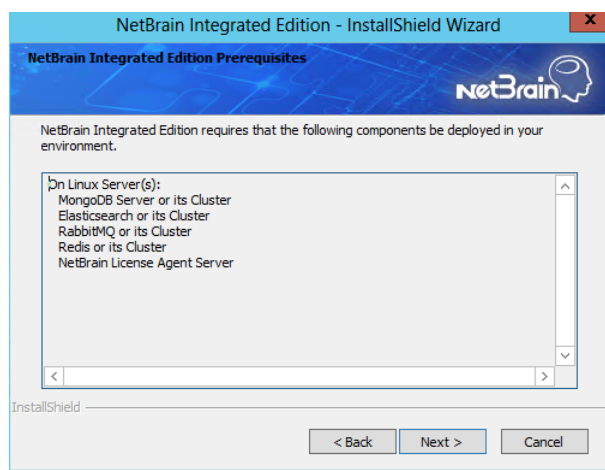 NetBrain Integrated Edition - InstallShield Wizard
x
NetBrain Integrated Edition Prerequisites
NetBrain
NetBrain Integrated Edition requires that the following components be deployed in your
environment.
On Linux Server(s):
MongoDB Server or its Cluster
Elasticsearch or its Cluster
RabbitMQ or its Cluster
Redis or its Cluster
NetBrain License Agent Server
InstallShield
< Back Next > Cancel